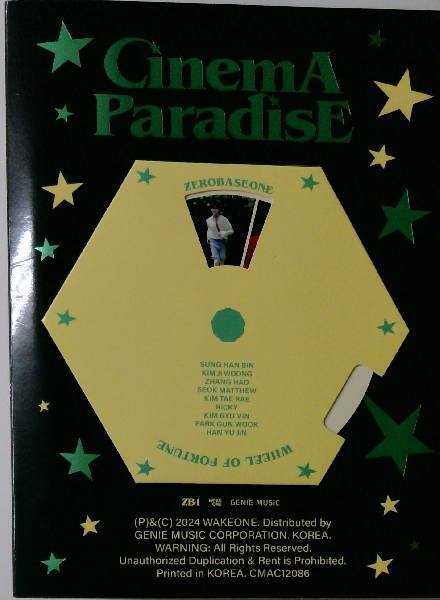 CinemA
ParadisE
ZEROBASEONE
SUNG HAN BIN
KIM JI WOONG
ZHANG HAO
SEOK MATTHEW
KIM TAE RAE
RICKY
KIM GYU VIN
PARK GUN WOOK
HAN YU JIN
WHEEL OF FORTUNE
ZB1 WAKE ONE GENIE MUSIC
(P)&(C) 2024 WAKEONE. Distributed by
GENIE MUSIC CORPORATION. KOREA.
WARNING: All Rights Reserved.
Unauthorized Duplication & Rent is Prohibited.
Printed in KOREA. CMAC12086